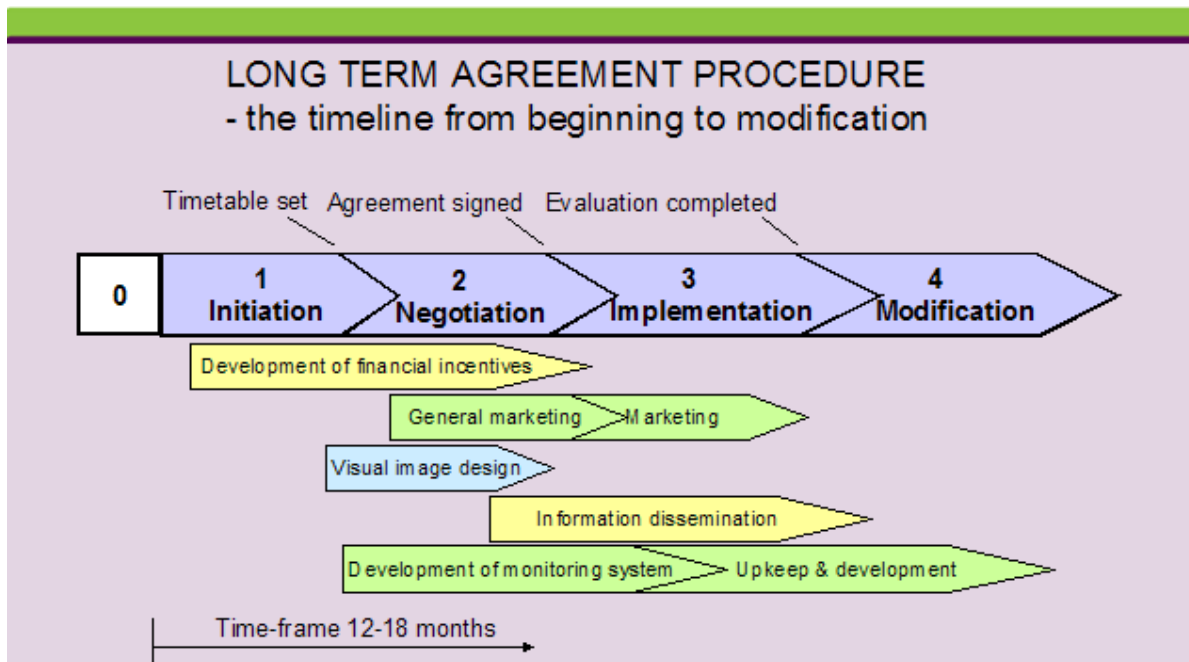 LONG TERM AGREEMENT PROCEDURE
- the timeline from beginning to modification
Timetable set
Agreement signed
Evaluation completed
0
1
Initiation
2
Negotiation
3
Implementation
4
Modification
Development of financial incentives
General marketing
Marketing
Visual image design
Information dissemination
Development of monitoring system
Upkeep & development
Time-frame 12-18 months